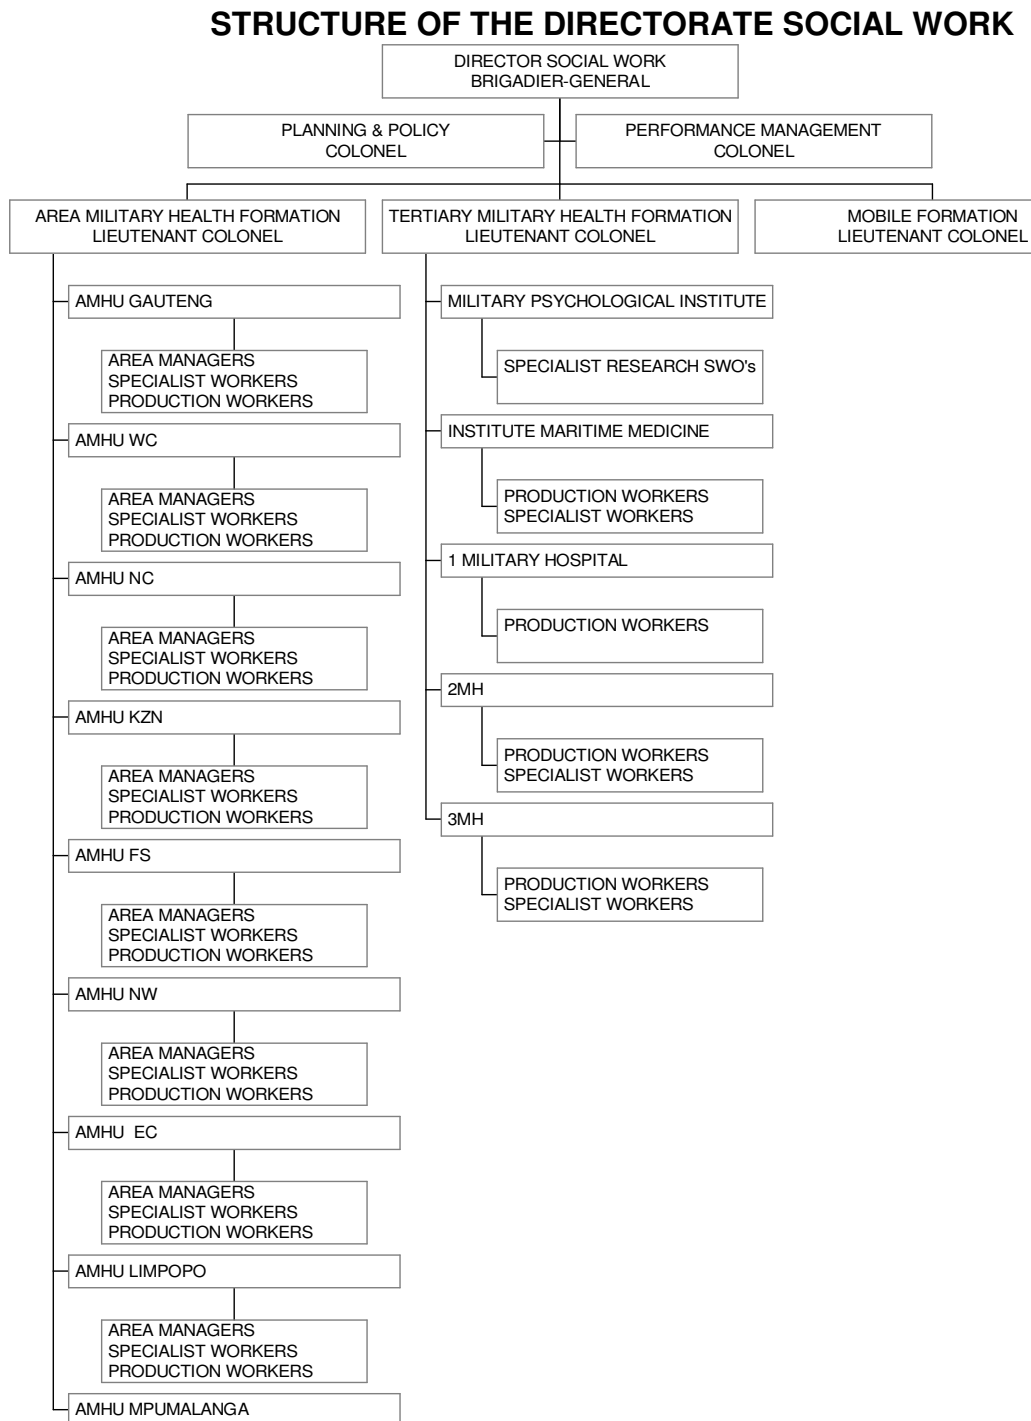 STRUCTURE OF THE DIRECTORATE SOCIAL WORK
DIRECTOR SOCIAL WORK
BRIGADIER-GENERAL
PLANNING & POLICY
COLONEL
PERFORMANCE MANAGEMENT
COLONEL
AREA MILITARY HEALTH FORMATION
LIEUTENANT COLONEL
AMHU GAUTENG
AREA MANAGERS
SPECIALIST WORKERS
PRODUCTION WORKERS
AMHU WC
AREA MANAGERS
SPECIALIST WORKERS
PRODUCTION WORKERS
AMHU NC
AREA MANAGERS
SPECIALIST WORKERS
PRODUCTION WORKERS
AMHU KZN
AREA MANAGERS
SPECIALIST WORKERS
PRODUCTION WORKERS
AMHU FS
AREA MANAGERS
SPECIALIST WORKERS
PRODUCTION WORKERS
AMHU NW
AREA MANAGERS
SPECIALIST WORKERS
PRODUCTION WORKERS
AMHU  EC
AREA MANAGERS
SPECIALIST WORKERS
PRODUCTION WORKERS
AMHU LIMPOPO
AREA MANAGERS
SPECIALIST WORKERS
PRODUCTION WORKERS
AMHU MPUMALANGA
TERTIARY MILITARY HEALTH FORMATION
LIEUTENANT COLONEL
MILITARY PSYCHOLOGICAL INSTITUTE
SPECIALIST RESEARCH SWO's
INSTITUTE MARITIME MEDICINE
PRODUCTION WORKERS
SPECIALIST WORKERS
1 MILITARY HOSPITAL
PRODUCTION WORKERS
2MH
PRODUCTION WORKERS
SPECIALIST WORKERS
3MH
PRODUCTION WORKERS
SPECIALIST WORKERS
MOBILE FORMATION
LIEUTENANT COLONEL